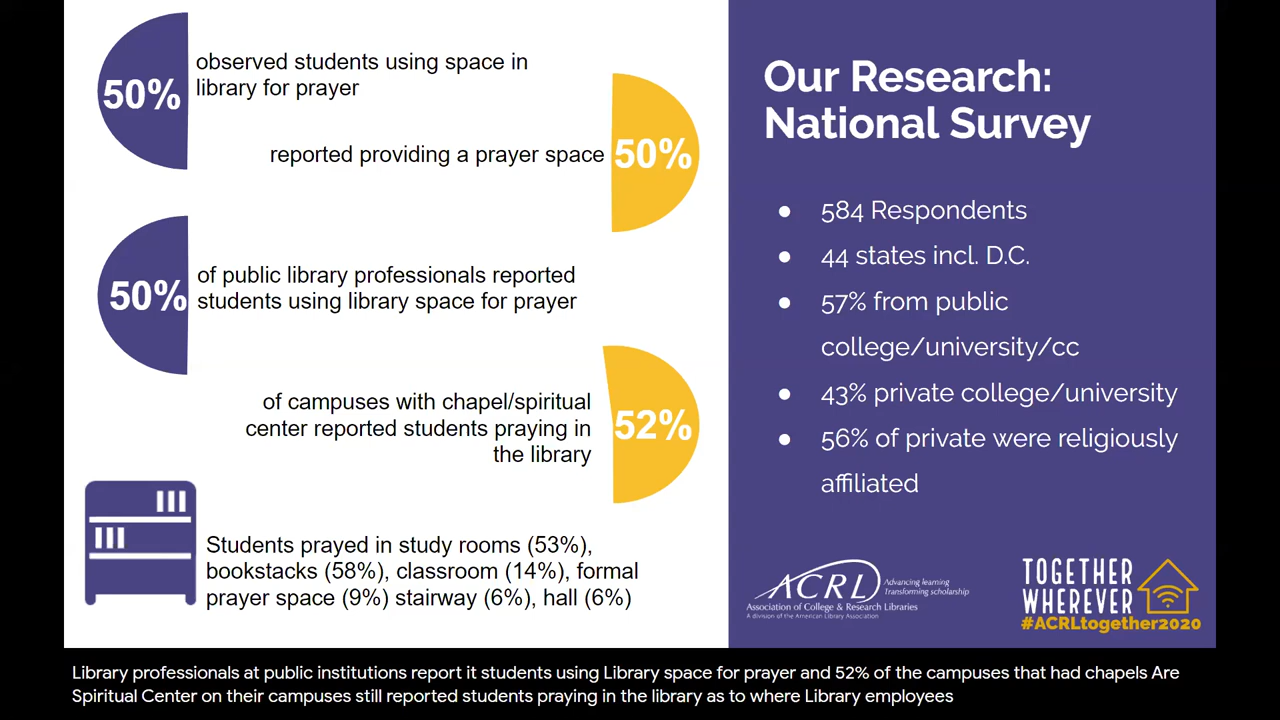 50%
observed students using space in
library for prayer
reported providing a prayer space
50%
50%
of public library professionals reported
students using library space for prayer
of campuses with chapel/spiritual
center reported students praying in
the library
52%
Students prayed in study rooms (53%),
bookstacks (58%), classroom (14%), formal
prayer space (9%) stairway (6%), hall (6%)
Our Research:
National Survey
● 584 Respondents
● 44 states incl. D.C.
● 57% from public
college/university/cc
● 43% private college/university
● 56% of private were religiously
affiliated
ACRL
Advancing learning
Transforming scholarship
Association of College & Research Libraries
A division of the American Library Association
TOGETHER
WHEREVER
#ACRLtogether2020
Library professionals at public institutions report it students using Library space for prayer and 52% of the campuses that had chapels Are
Spiritual Center on their campuses still reported students praying in the library as to where Library employees